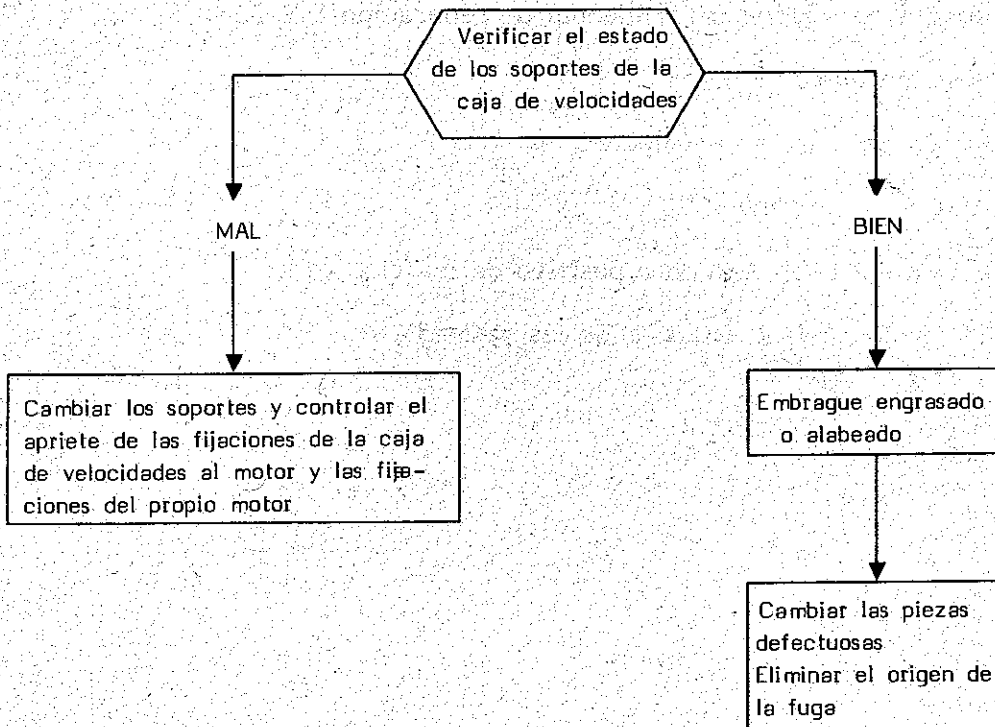 Verificar el estado
de los soportes de la
caja de velocidades
MAL
BIEN
Cambiar los soportes y controlar el
apriete de las fijaciones de la caja
de velocidades al motor y las fija-
ciones del propio motor
Embrague engrasado
o alabeado
Cambiar las piezas
defectuosas
Eliminar el origen de
la fuga